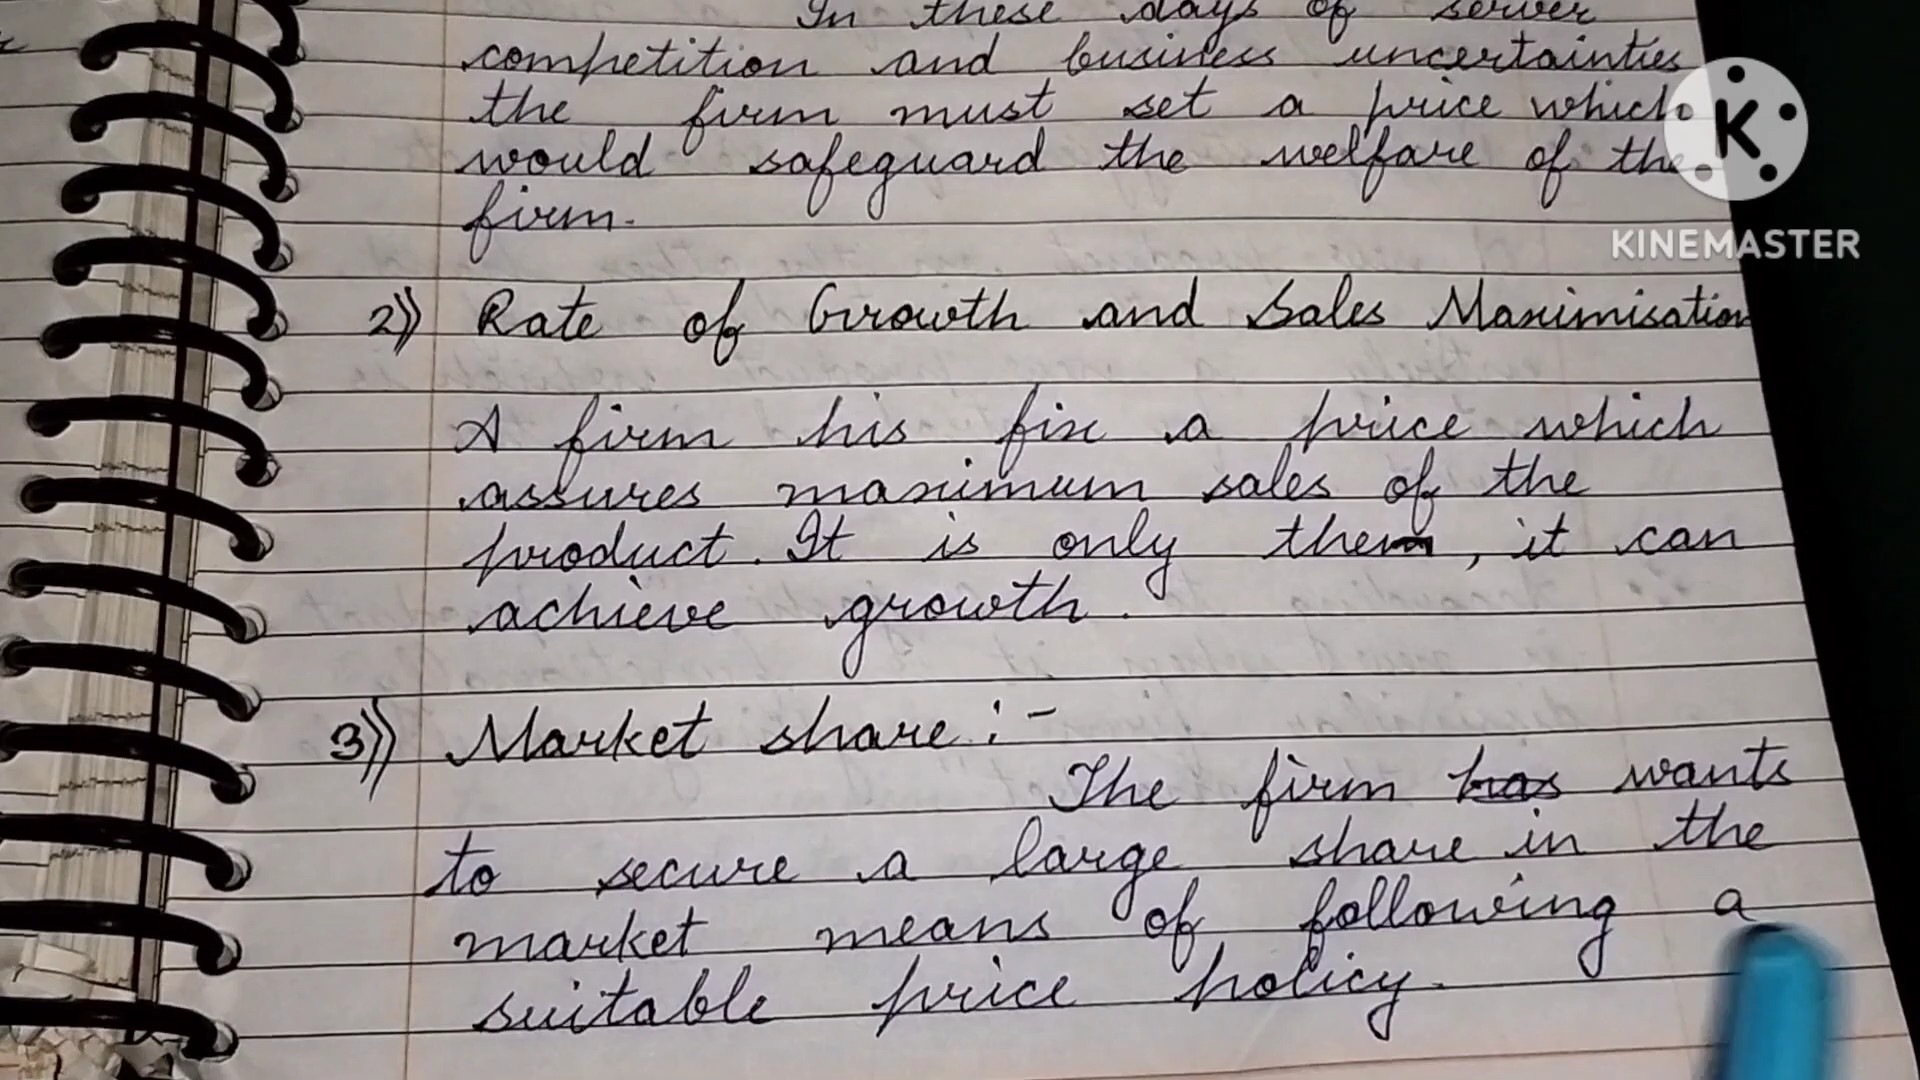 In these days of server
competition and business uncertainties
the firm must set a price which
would safeguard the welfare of the
firm.
K
KINEMASTER
2) Rate of Growth and Sales Maximisation
A firm his fix a price which
assures maximum sales of the
product. It is only then, it can
achieve growth.
3) Market share :-
The firm has wants
to secure a large share in the
market means of following a
suitable price policy.